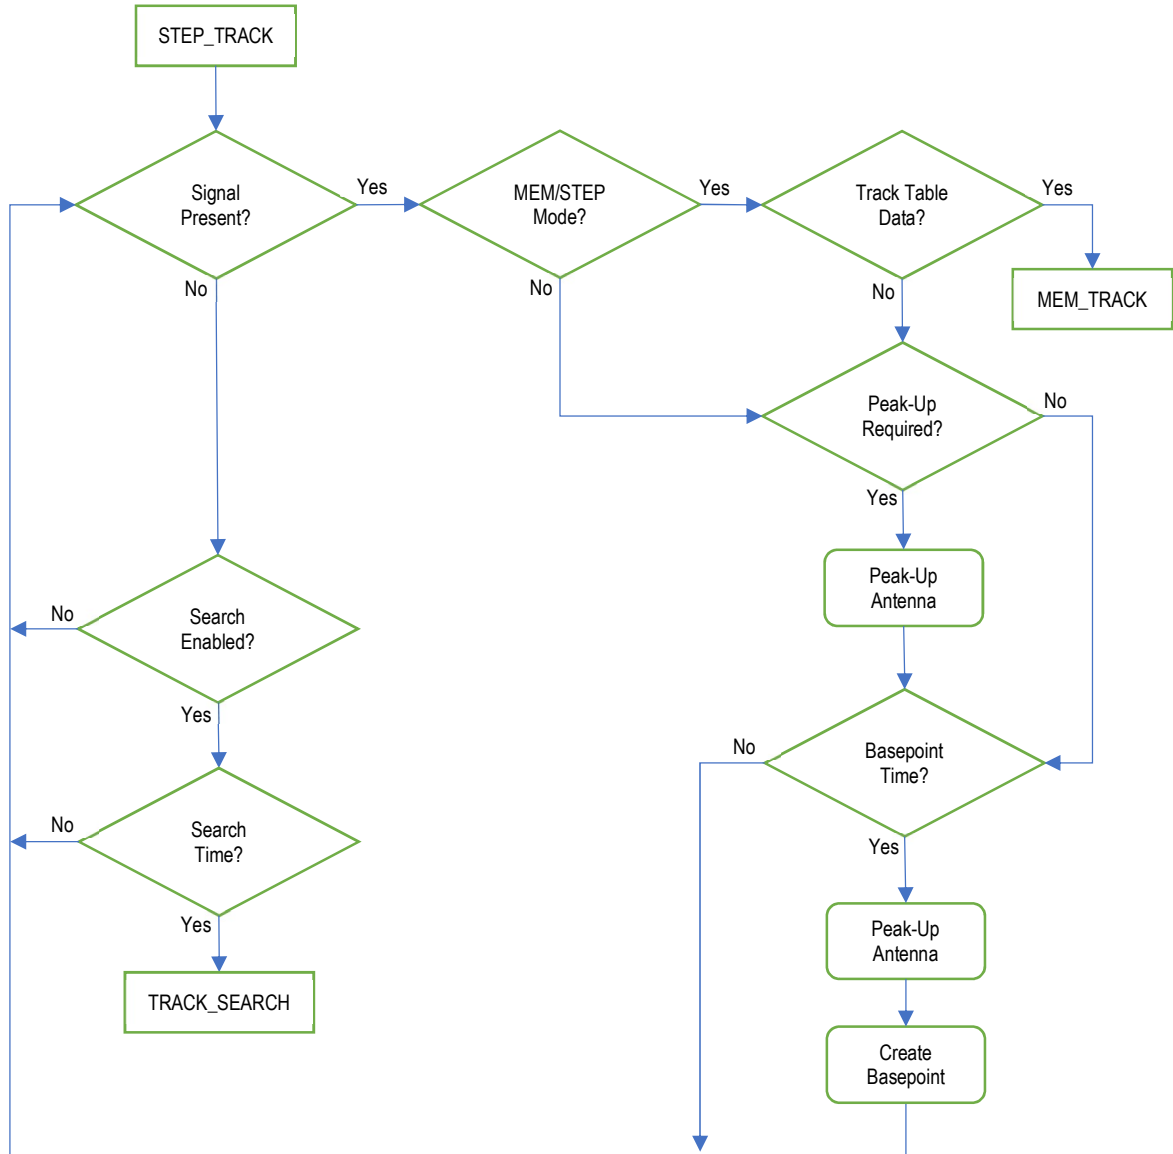 STEP_TRACK
Signal
Present?
Yes
No
MEM/STEP
Mode?
Yes
No
Track Table
Data?
Yes
No
MEM_TRACK
Peak-Up
Required?
No
Yes
Peak-Up
Antenna
Search
Enabled?
No
Yes
Basepoint
Time?
No
Yes
Search
Time?
No
Yes
Peak-Up
Antenna
TRACK_SEARCH
Create
Basepoint